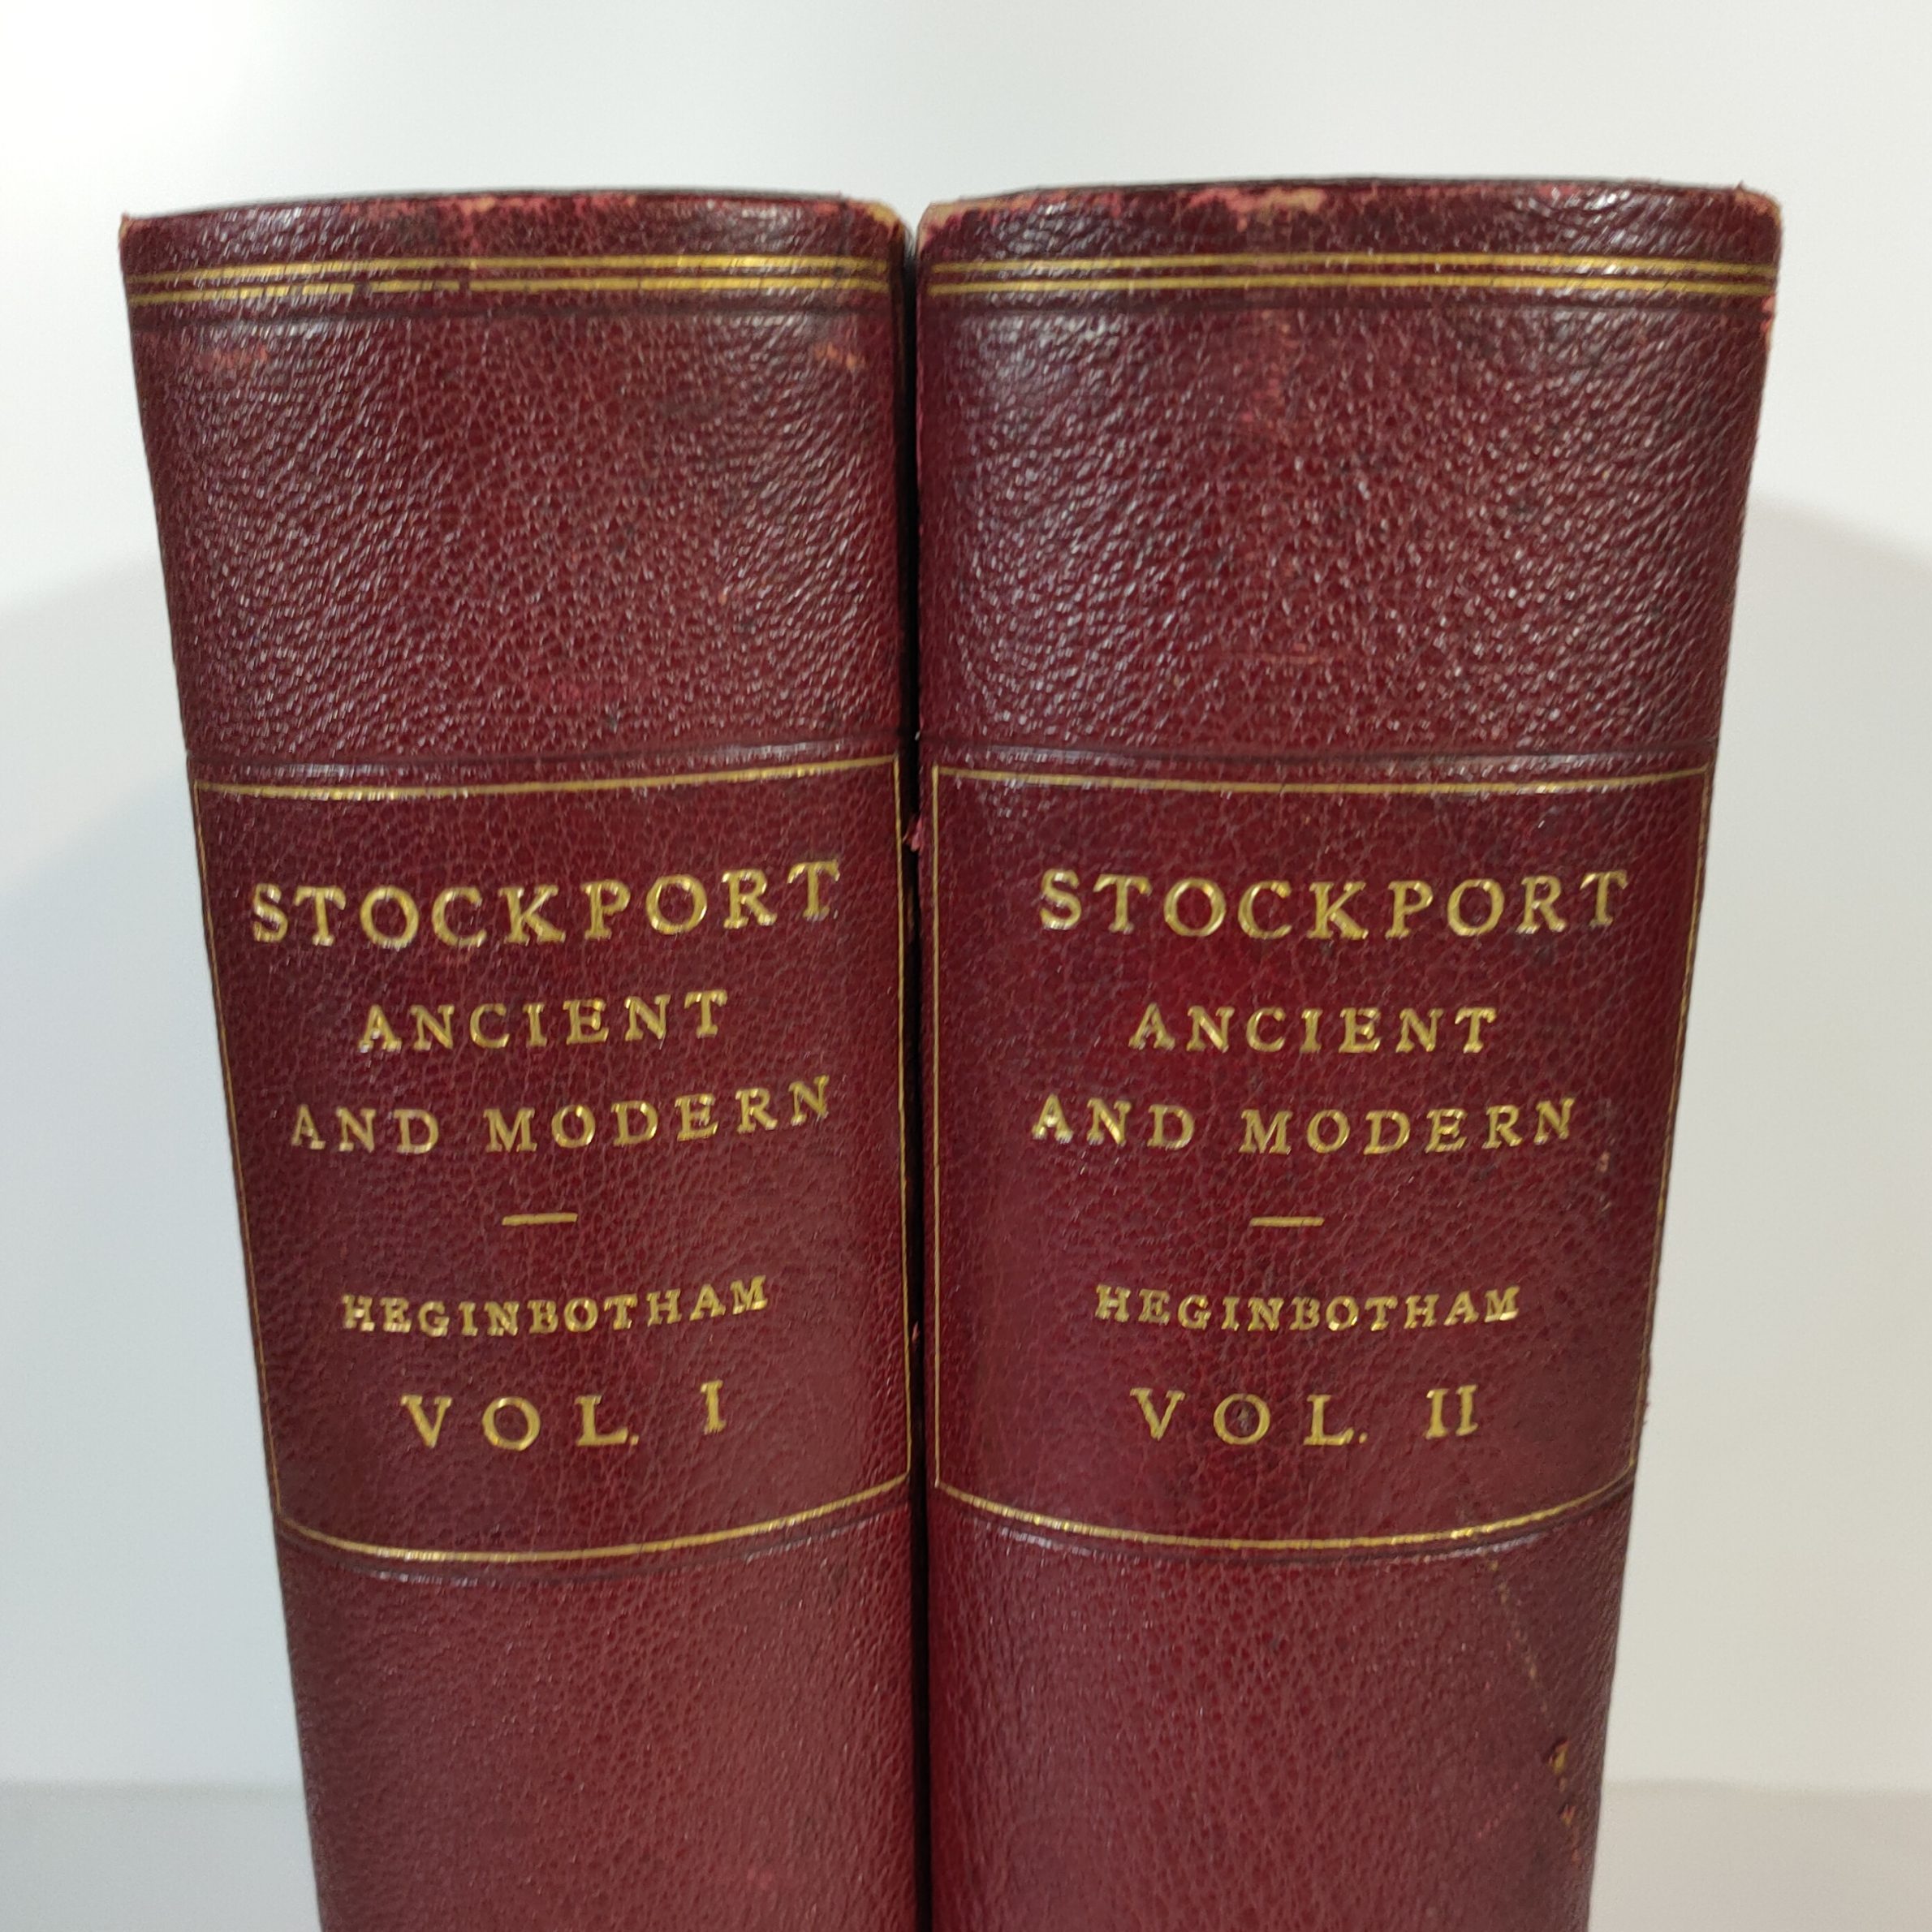 STOCKPORT
ANCIENT
AND MODERN
HEGINBOTHAM
VOL. I
STOCKPORT
ANCIENT
AND MODERN
HEGINBOTHAM
VOL. II